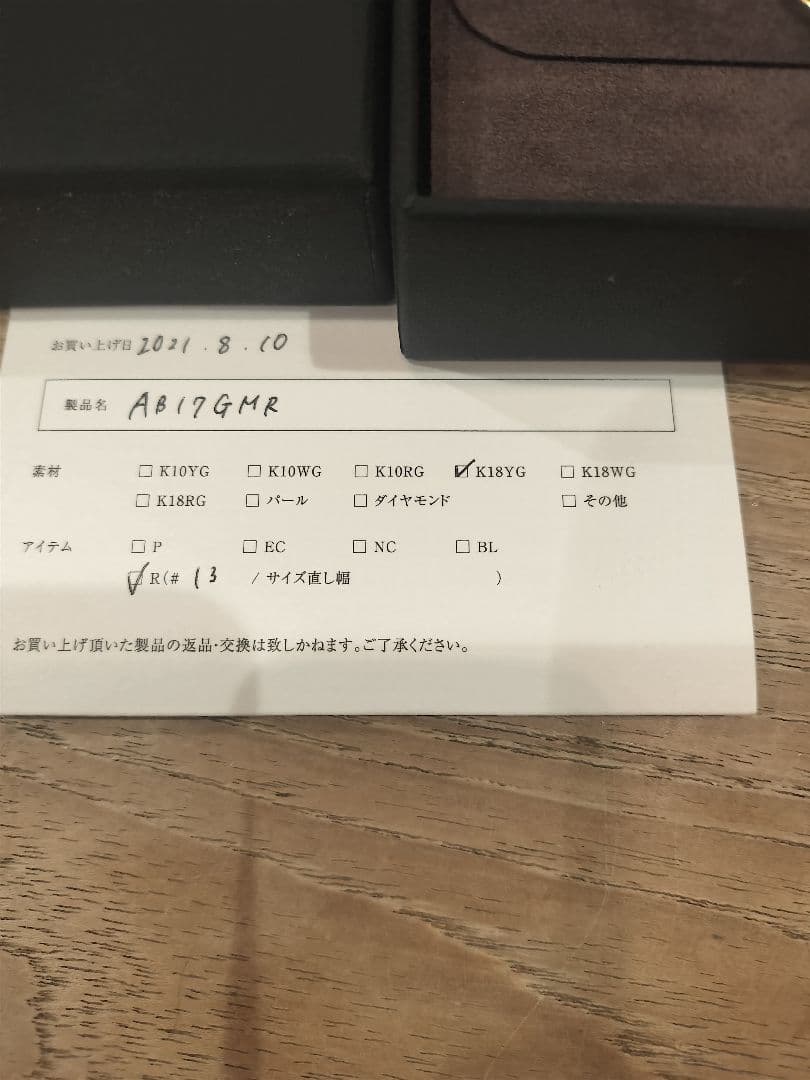 お買い上げ日 2021.8.10
製品名 AB17GMR
素材 □ K10YG □ K10WG □ K10RG ☑ K18YG □ K18WG
□ K18RG □ パール □ ダイヤモンド □ その他
アイテム □ P □ EC □ NC □ BL
☑ R(# 13 / サイズ直し幅 )
お買い上げ頂いた製品の返品・交換は致しかねます。ご了承ください。